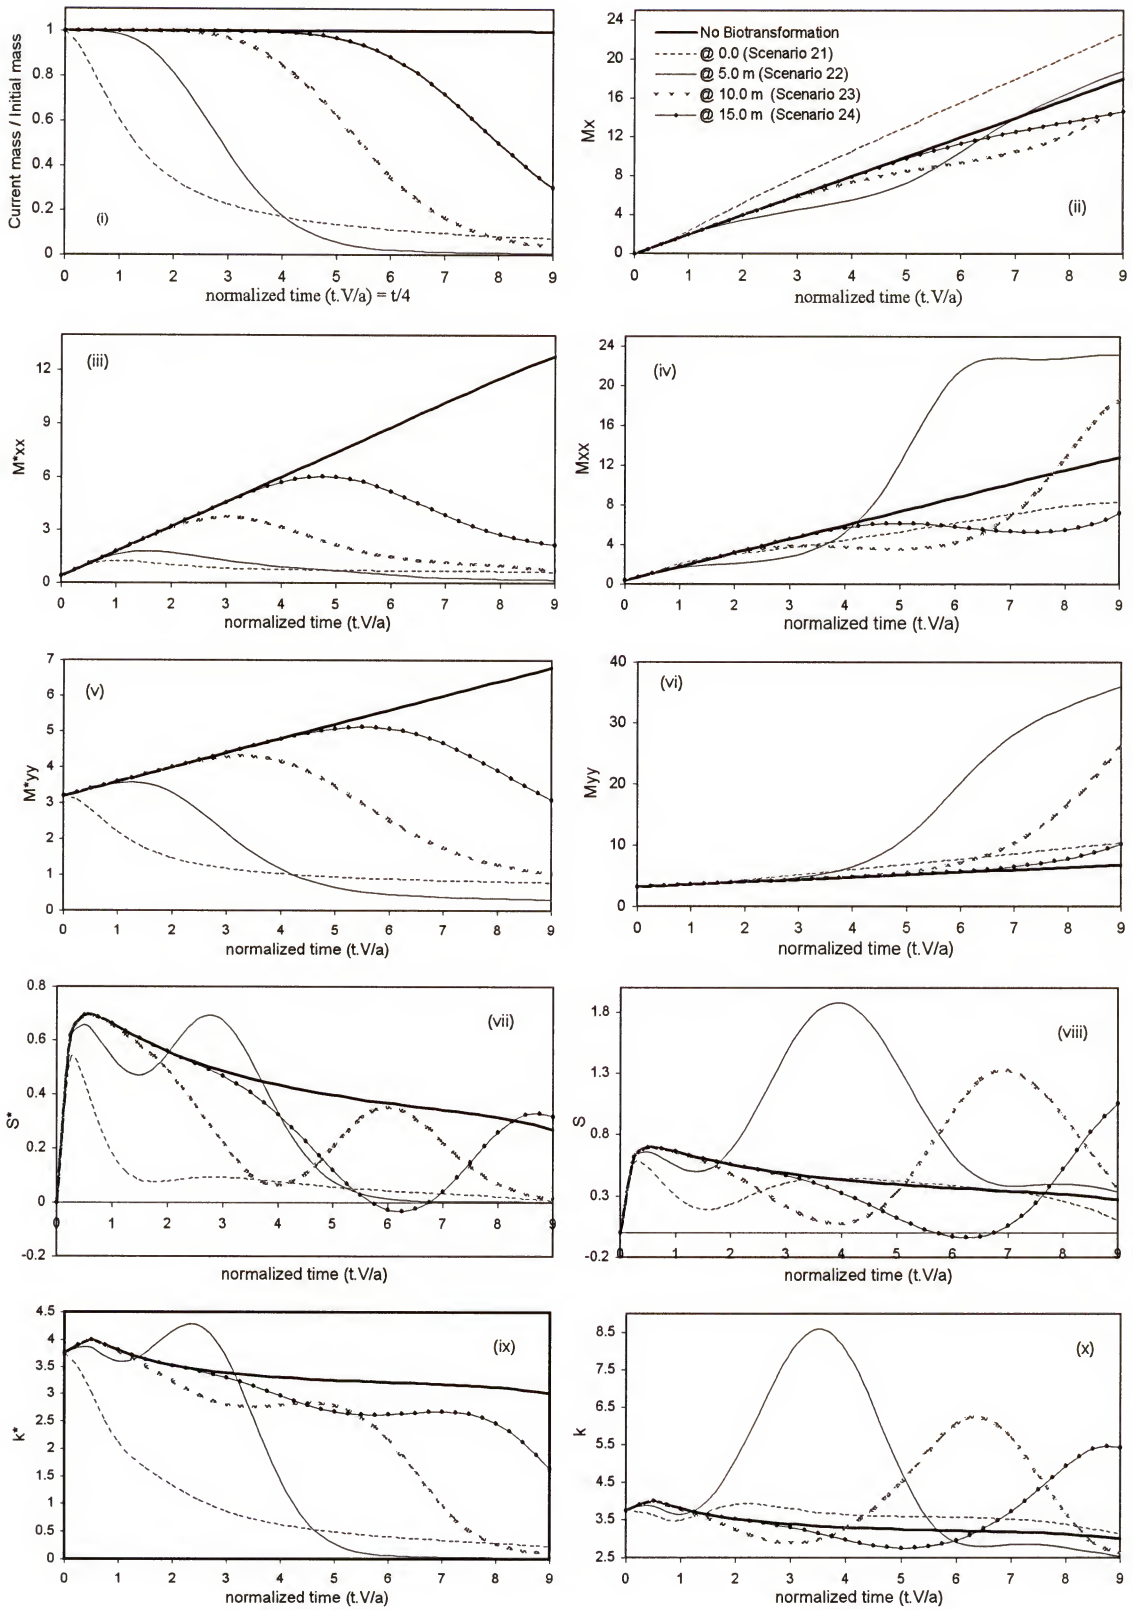 1
0.8
0.6
0.4
0.2
0
Current mass / Initial mass
(i)
0 1 2 3 4 5 6 7 8 9
normalized time (t.V/a) = t/4
24
20
16
12
8
4
0
Mx
No Biotransformation
@ 0.0 (Scenario 21)
@ 5.0 m (Scenario 22)
@ 10.0 m (Scenario 23)
@ 15.0 m (Scenario 24)
(ii)
0 1 2 3 4 5 6 7 8 9
normalized time (t.V/a)
12
9
6
3
0
M*xx
(iii)
0 1 2 3 4 5 6 7 8 9
normalized time (t.V/a)
24
20
16
12
8
4
0
Mxx
(iv)
0 1 2 3 4 5 6 7 8 9
normalized time (t.V/a)
7
6
5
4
3
2
1
0
M*yy
(v)
0 1 2 3 4 5 6 7 8 9
normalized time (t.V/a)
40
30
20
10
0
Myy
(vi)
0 1 2 3 4 5 6 7 8 9
normalized time (t.V/a)
0.8
0.6
0.4
0.2
0
-0.2
S*
(vii)
0 1 2 3 4 5 6 7 8 9
normalized time (t.V/a)
1.8
1.3
0.8
0.3
-0.2
S
(viii)
0 1 2 3 4 5 6 7 8 9
normalized time (t.V/a)
4.5
4
3.5
3
2.5
2
1.5
1
0.5
0
k*
(ix)
0 1 2 3 4 5 6 7 8 9
normalized time (t.V/a)
8.5
7.5
6.5
5.5
4.5
3.5
2.5
k
(x)
0 1 2 3 4 5 6 7 8 9
normalized time (t.V/a)